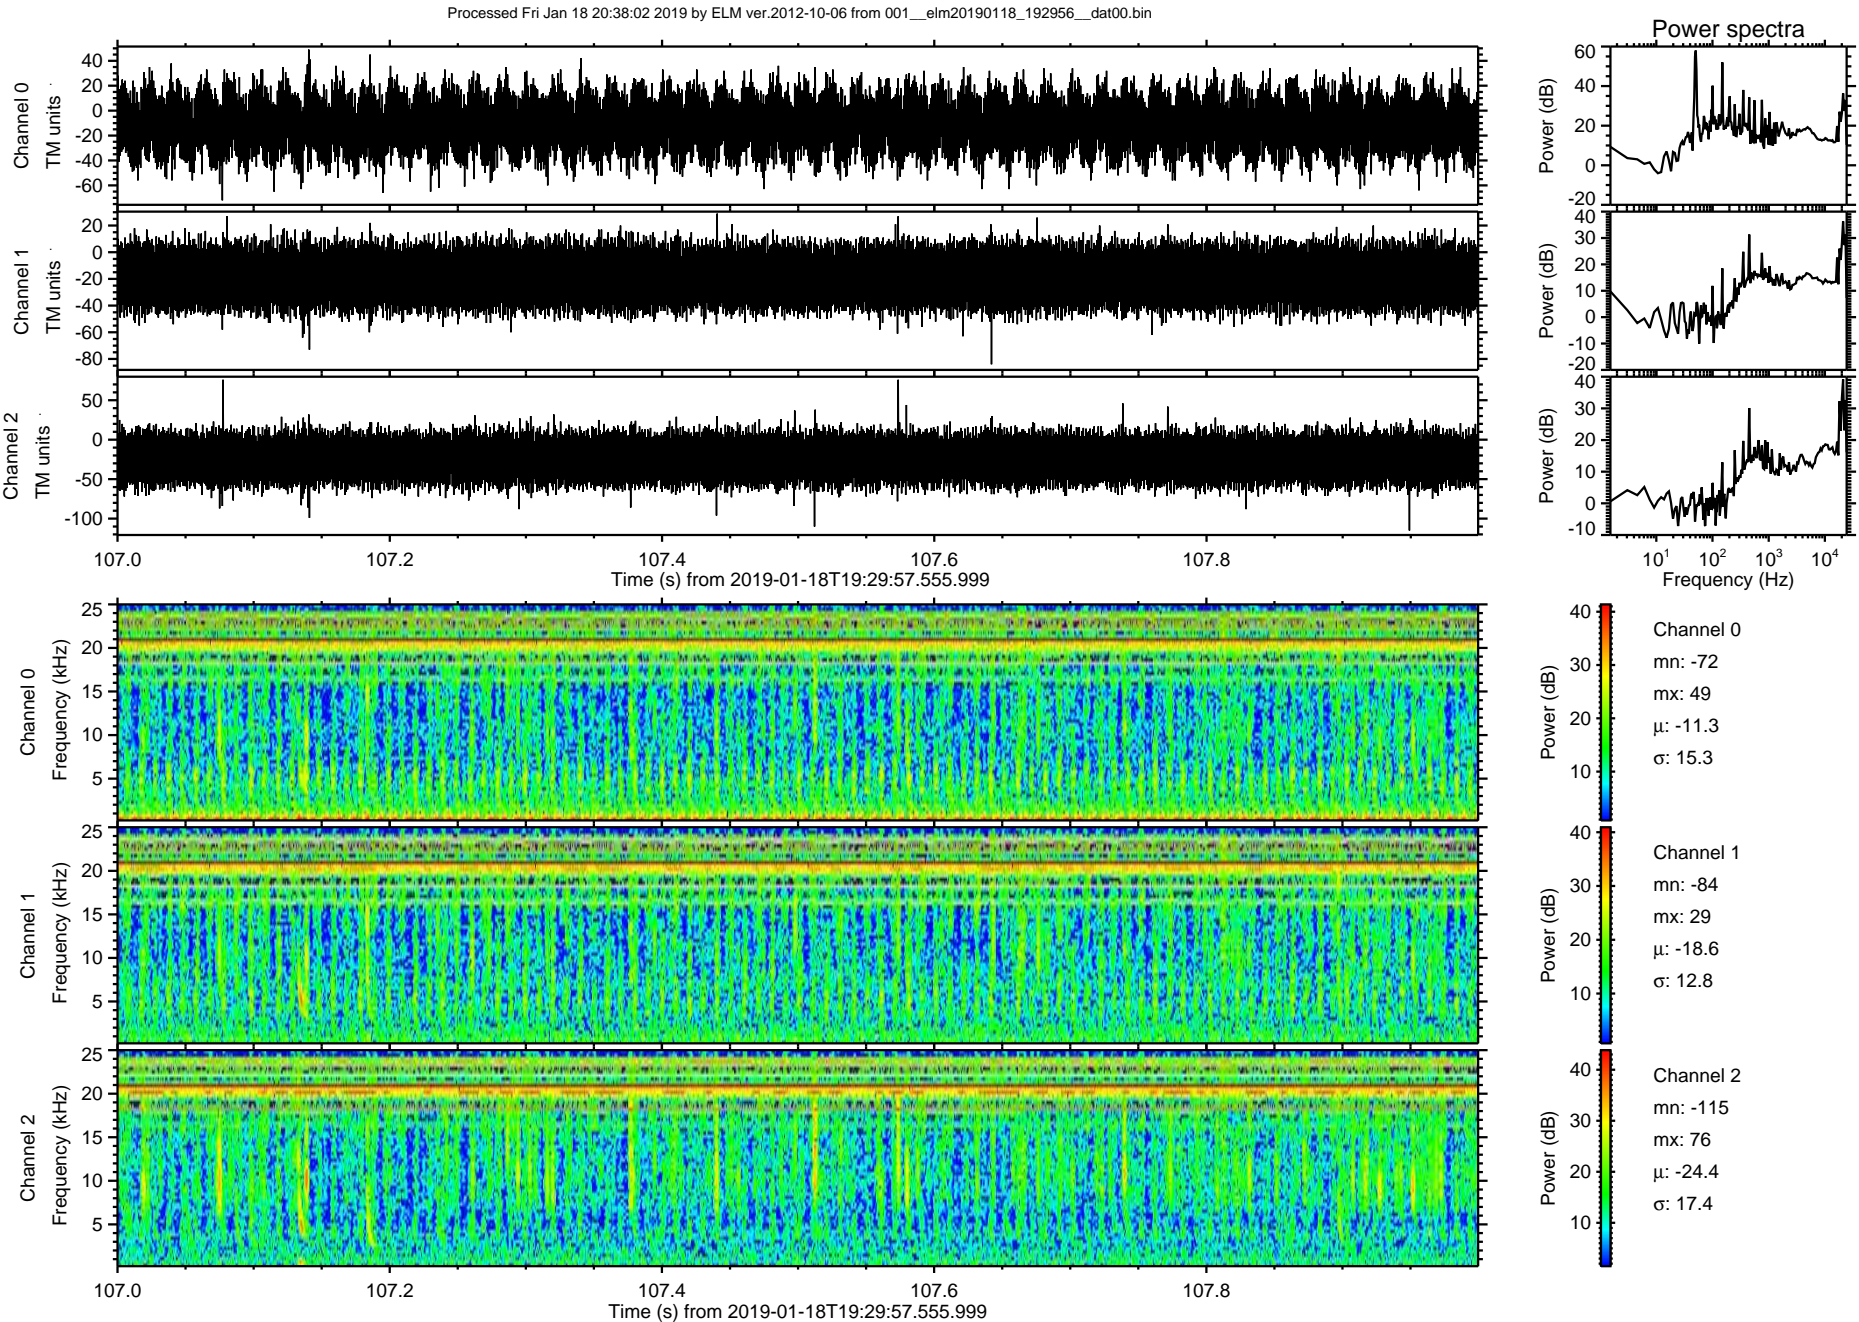 Processed Fri Jan 18 20:38:02 2019 by ELM ver.2012-10-06 from 001__elm20190118_192956__dat00.bin
Power spectra
Channel 0
TM units
40
20
0
-20
-40
-60
Power (dB)
60
40
20
0
-20
Channel 1
TM units
20
0
-20
-40
-60
-80
Power (dB)
40
30
20
10
0
-10
-20
Channel 2
TM units
50
0
-50
-100
Power (dB)
40
30
20
10
0
-10
107.0
107.2
107.4
107.6
107.8
Time (s) from 2019-01-18T19:29:57.555.999
10^1
10^2
10^3
10^4
Frequency (Hz)
Channel 0
Frequency (kHz)
25
20
15
10
5
Power (dB)
40
30
20
10
Channel 0
mn: -72
mx: 49
μ: -11.3
σ: 15.3
Channel 1
Frequency (kHz)
25
20
15
10
5
Power (dB)
40
30
20
10
Channel 1
mn: -84
mx: 29
μ: -18.6
σ: 12.8
Channel 2
Frequency (kHz)
25
20
15
10
5
Power (dB)
40
30
20
10
Channel 2
mn: -115
mx: 76
μ: -24.4
σ: 17.4
107.0
107.2
107.4
107.6
107.8
Time (s) from 2019-01-18T19:29:57.555.999